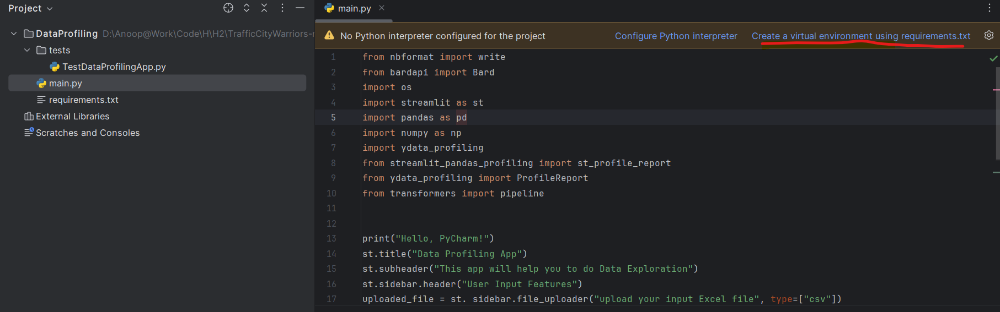 Project
main.py
DataProfiling D:\Anoop@Work\Code\H\H2\TrafficCityWarriors-
tests
TestDataProfilingApp.py
main.py
requirements.txt
External Libraries
Scratches and Consoles
No Python interpreter configured for the project Configure Python interpreter Create a virtual environment using requirements.txt
1 from nbformat import write
2 from bardapi import Bard
3 import os
4 import streamlit as st
5 import pandas as pd
6 import numpy as np
7 import ydata_profiling
8 from streamlit_pandas_profiling import st_profile_report
9 from ydata_profiling import ProfileReport
10 from transformers import pipeline
11
12
13 print("Hello, PyCharm!")
14 st.title("Data Profiling App")
15 st.subheader("This app will help you to do Data Exploration")
16 st.sidebar.header("User Input Features")
17 uploaded_file = st. sidebar.file_uploader("upload your input Excel file", type=["csv"])